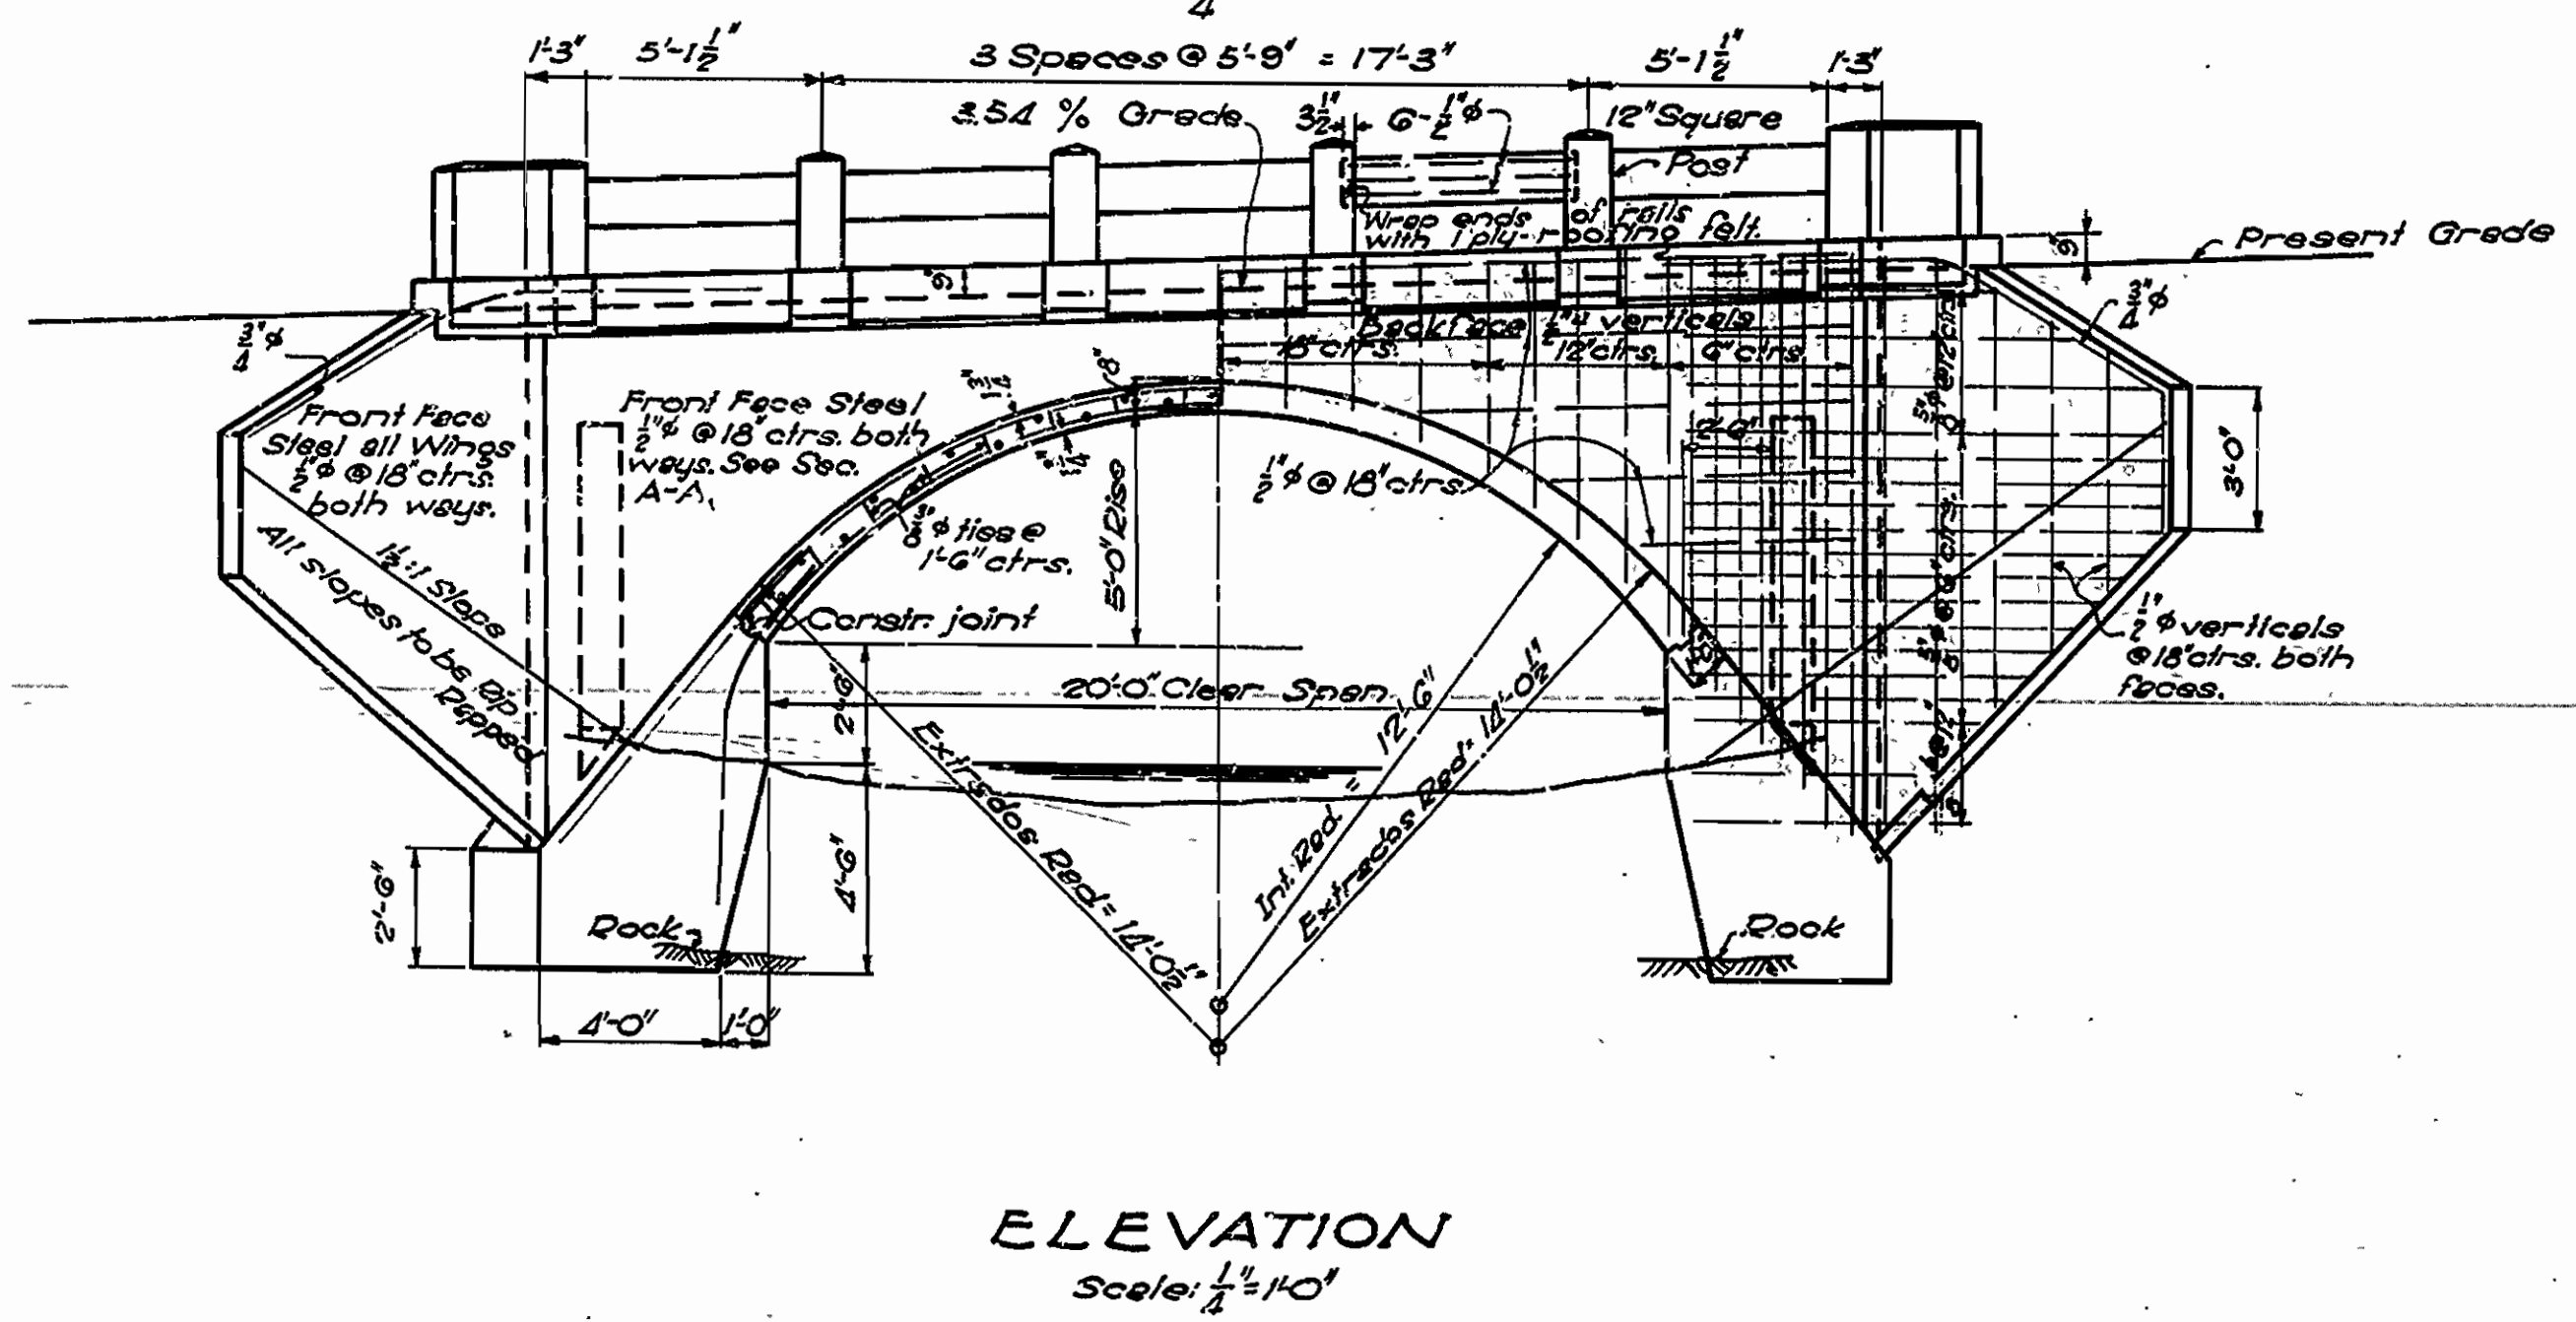 4
1'-3" 5'-1½" 3 Spaces @ 5'-9" = 17'-3" 5'-1½" 1'-3"
3.54 % Grade
3½"
6-½"ϕ
12" Square
Post
Wrap ends of rails
with 1 ply roofing felt.
Present Grade
9"
9"
¾"ϕ
¾"ϕ
Back face ½"ϕ verticals
18" ctrs. 12" ctrs. 6" ctrs.
Front Face
Steel all Wings
½"ϕ @ 18" ctrs.
both ways.
Front Face Steel
½"ϕ @ 18" ctrs. both
ways. See Sec.
A-A.
8"
⅜"ϕ ties @
1'-6" ctrs.
5'-0" Rise
½"ϕ @ 18" ctrs.
2'-6"
3'-0"
1½:1 Slope
All slopes to be Rip
Rapped
Constr. joint
20'-0" Clear Span
2'-6"
4'-6"
Extrados Rad = 14'-0½"
Int. Rad. = 12'-6"
Extrados Rad = 14'-0½"
½"ϕ verticals
@ 18" ctrs. both
faces.
2'-6"
Rock
Rock
4'-0" 1'-0"
ELEVATION
Scale: ¼" = 1'-0"